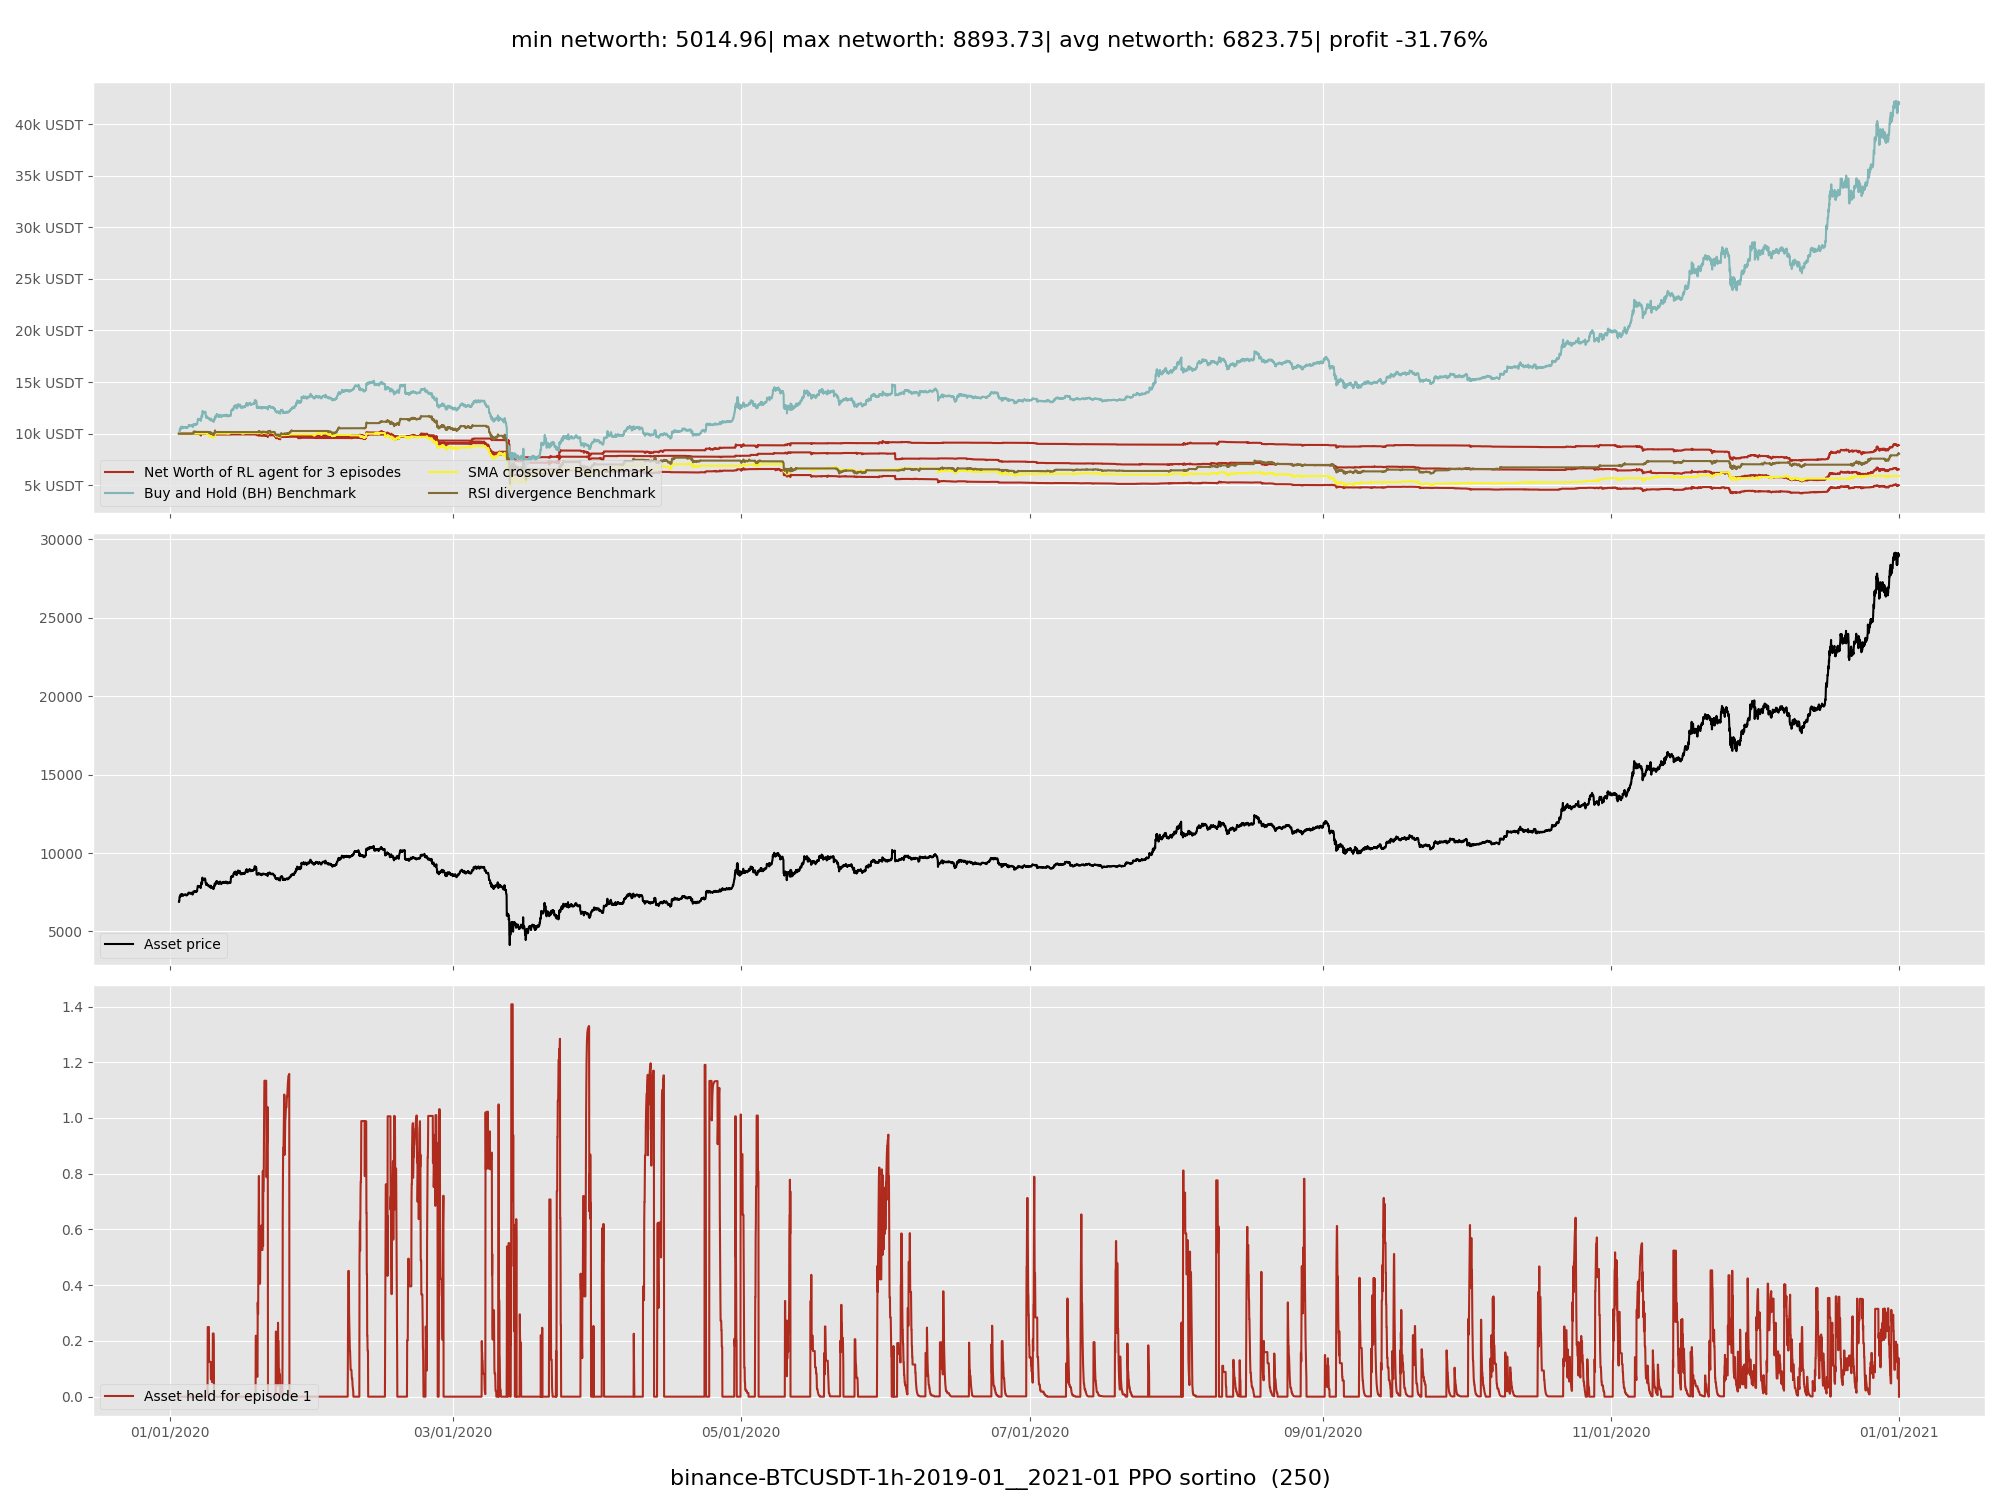 min networth: 5014.96| max networth: 8893.73| avg networth: 6823.75| profit -31.76%
40k USDT
35k USDT
30k USDT
25k USDT
20k USDT
15k USDT
10k USDT
5k USDT
Net Worth of RL agent for 3 episodes
Buy and Hold (BH) Benchmark
SMA crossover Benchmark
RSI divergence Benchmark
30000
25000
20000
15000
10000
5000
Asset price
1.4
1.2
1.0
0.8
0.6
0.4
0.2
0.0
Asset held for episode 1
01/01/2020
03/01/2020
05/01/2020
07/01/2020
09/01/2020
11/01/2020
01/01/2021
binance-BTCUSDT-1h-2019-01__2021-01 PPO sortino  (250)